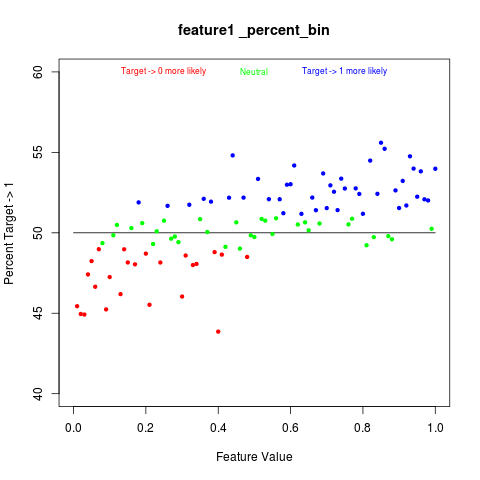 feature1 _percent_bin
Target -> 0 more likely
Neutral
Target -> 1 more likely
Percent Target -> 1
60
55
50
45
40
0.0
0.2
0.4
0.6
0.8
1.0
Feature Value